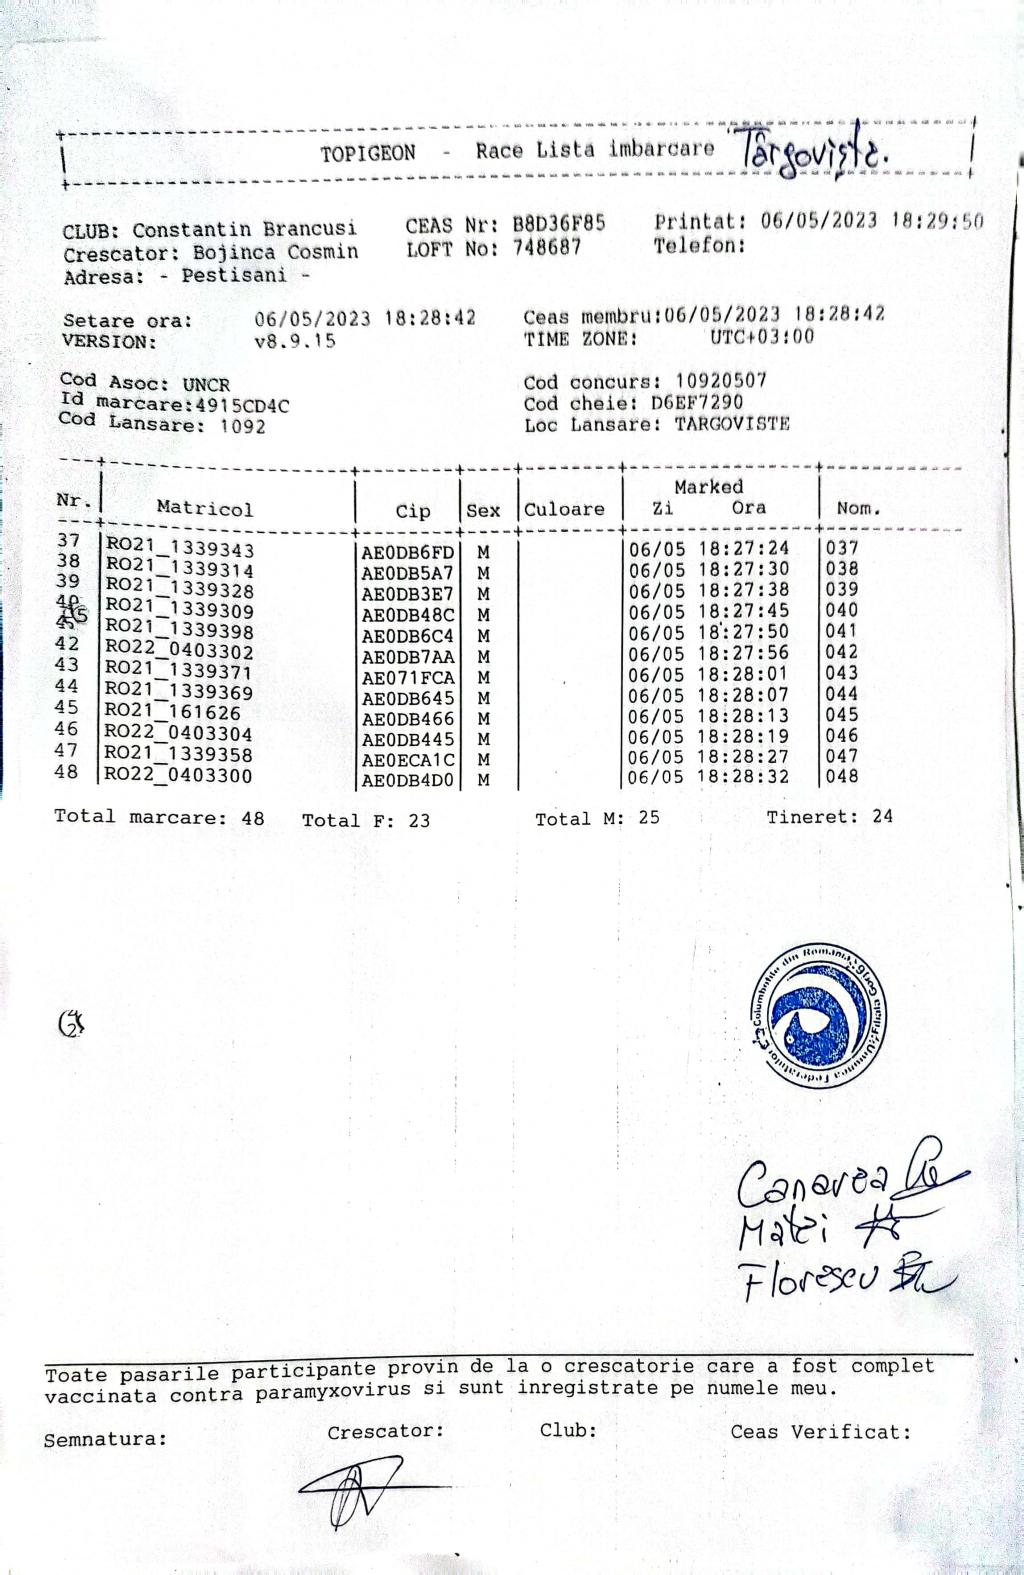 TOPIGEON - Race Lista imbarcare Târgoviște.
CLUB: Constantin Brancusi CEAS Nr: B8D36F85 Printat: 06/05/2023 18:29:50
Crescator: Bojinca Cosmin LOFT No: 748687 Telefon:
Adresa: - Pestisani -
Setare ora: 06/05/2023 18:28:42 Ceas membru:06/05/2023 18:28:42
VERSION: v8.9.15 TIME ZONE: UTC+03:00
Cod Asoc: UNCR Cod concurs: 10920507
Id marcare:4915CD4C Cod cheie: D6EF7290
Cod Lansare: 1092 Loc Lansare: TARGOVISTE
Marked
Nr. Matricol Cip Sex Culoare Zi Ora Nom.
37 RO21_1339343 AE0DB6FD M 06/05 18:27:24 037
38 RO21_1339314 AE0DB5A7 M 06/05 18:27:30 038
39 RO21_1339328 AE0DB3E7 M 06/05 18:27:38 039
40 RO21_1339309 AE0DB48C M 06/05 18:27:45 040
RO21_1339398 AE0DB6C4 M 06/05 18:27:50 041
42 RO22_0403302 AE0DB7AA M 06/05 18:27:56 042
43 RO21_1339371 AE071FCA M 06/05 18:28:01 043
44 RO21_1339369 AE0DB645 M 06/05 18:28:07 044
45 RO21_161626 AE0DB466 M 06/05 18:28:13 045
46 RO22_0403304 AE0DB445 M 06/05 18:28:19 046
47 RO21_1339358 AE0ECA1C M 06/05 18:28:27 047
48 RO22_0403300 AE0DB4D0 M 06/05 18:28:32 048
Total marcare: 48 Total F: 23 Total M: 25 Tineret: 24
Columbofile din Romania
Uniunea Federatiilor
Canarea
Matei
Florescu
Toate pasarile participante provin de la o crescatorie care a fost complet
vaccinata contra paramyxovirus si sunt inregistrate pe numele meu.
Semnatura: Crescator: Club: Ceas Verificat: